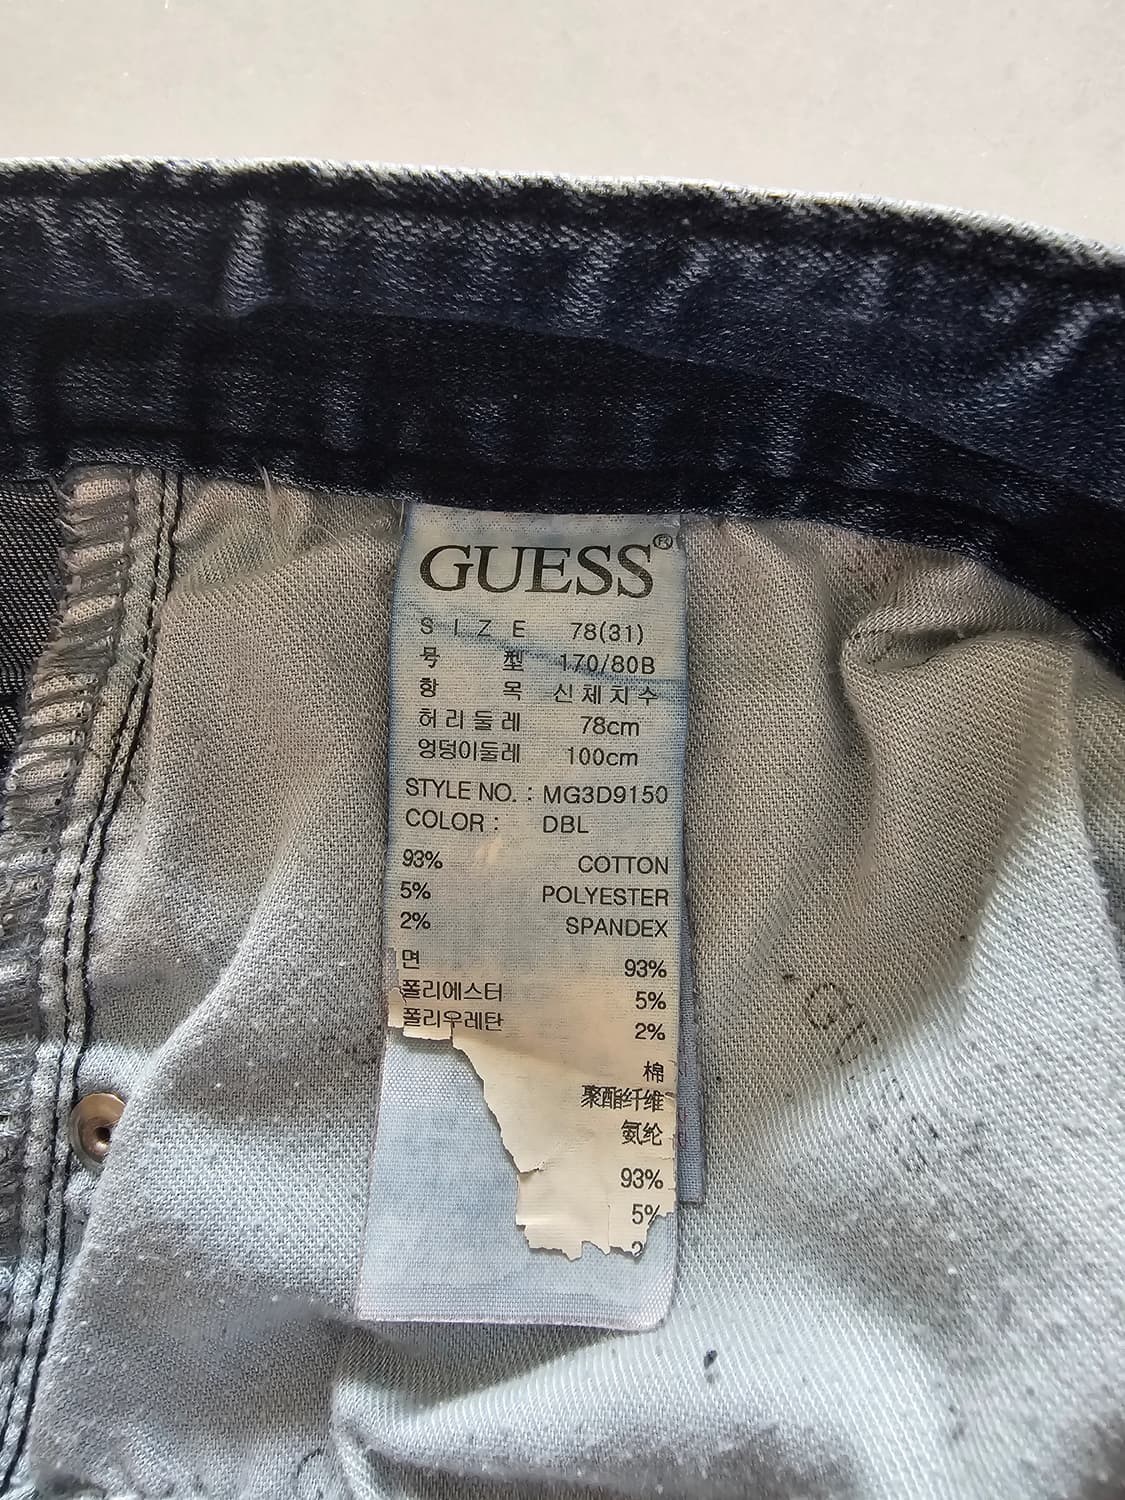 GUESS®
SIZE 78(31)
号型 170/80B
항목 신체치수
허리둘레 78cm
엉덩이둘레 100cm
STYLE NO. : MG3D9150
COLOR : DBL
93% COTTON
5% POLYESTER
2% SPANDEX
면 93%
폴리에스터 5%
폴리우레탄 2%
棉
聚酯纤维
氨纶
93%
5%
2